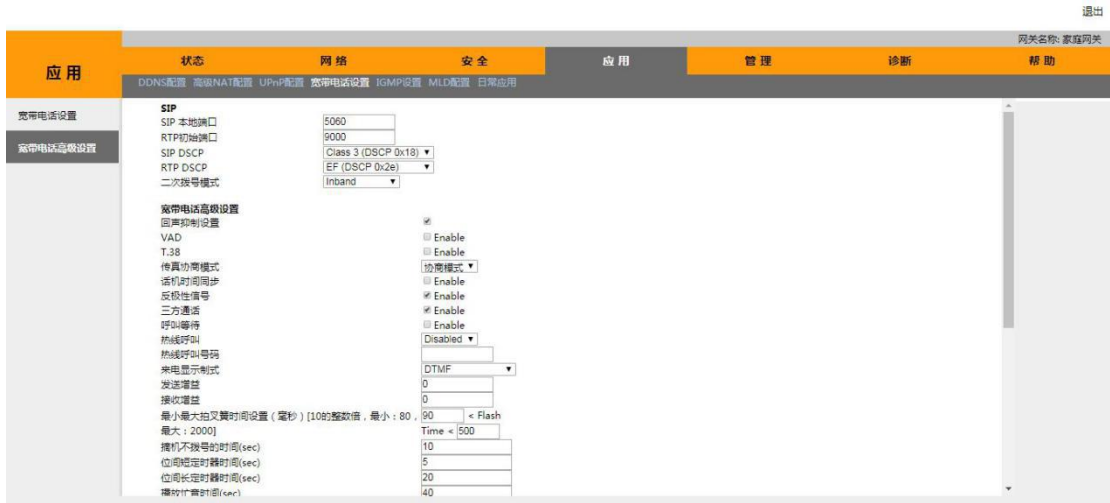 退出
网关名称: 家庭网关
应用
状态 网络 安全 应用 管理 诊断 帮助
DDNS配置 高级NAT配置 UPnP配置 宽带电话设置 IGMP设置 MLD配置 日常应用
宽带电话设置
宽带电话高级设置
SIP
SIP 本地端口 5060
RTP初始端口 9000
SIP DSCP Class 3 (DSCP 0x18)
RTP DSCP EF (DSCP 0x2e)
二次拨号模式 Inband
宽带电话高级设置
回声抑制设置
VAD Enable
T.38 Enable
传真协商模式 协商模式
话机时间同步 Enable
反极性信号 Enable
三方通话 Enable
呼叫等待 Enable
热线呼叫 Disabled
热线呼叫号码
来电显示制式 DTMF
发送增益 0
接收增益 0
最小最大拍叉簧时间设置（毫秒）[10的整数倍，最小：80， 90 < Flash
最大：2000] Time < 500
摘机不拨号的时间(sec) 10
位间短定时器时间(sec) 5
位间长定时器时间(sec) 20
播放忙音时间(sec) 40